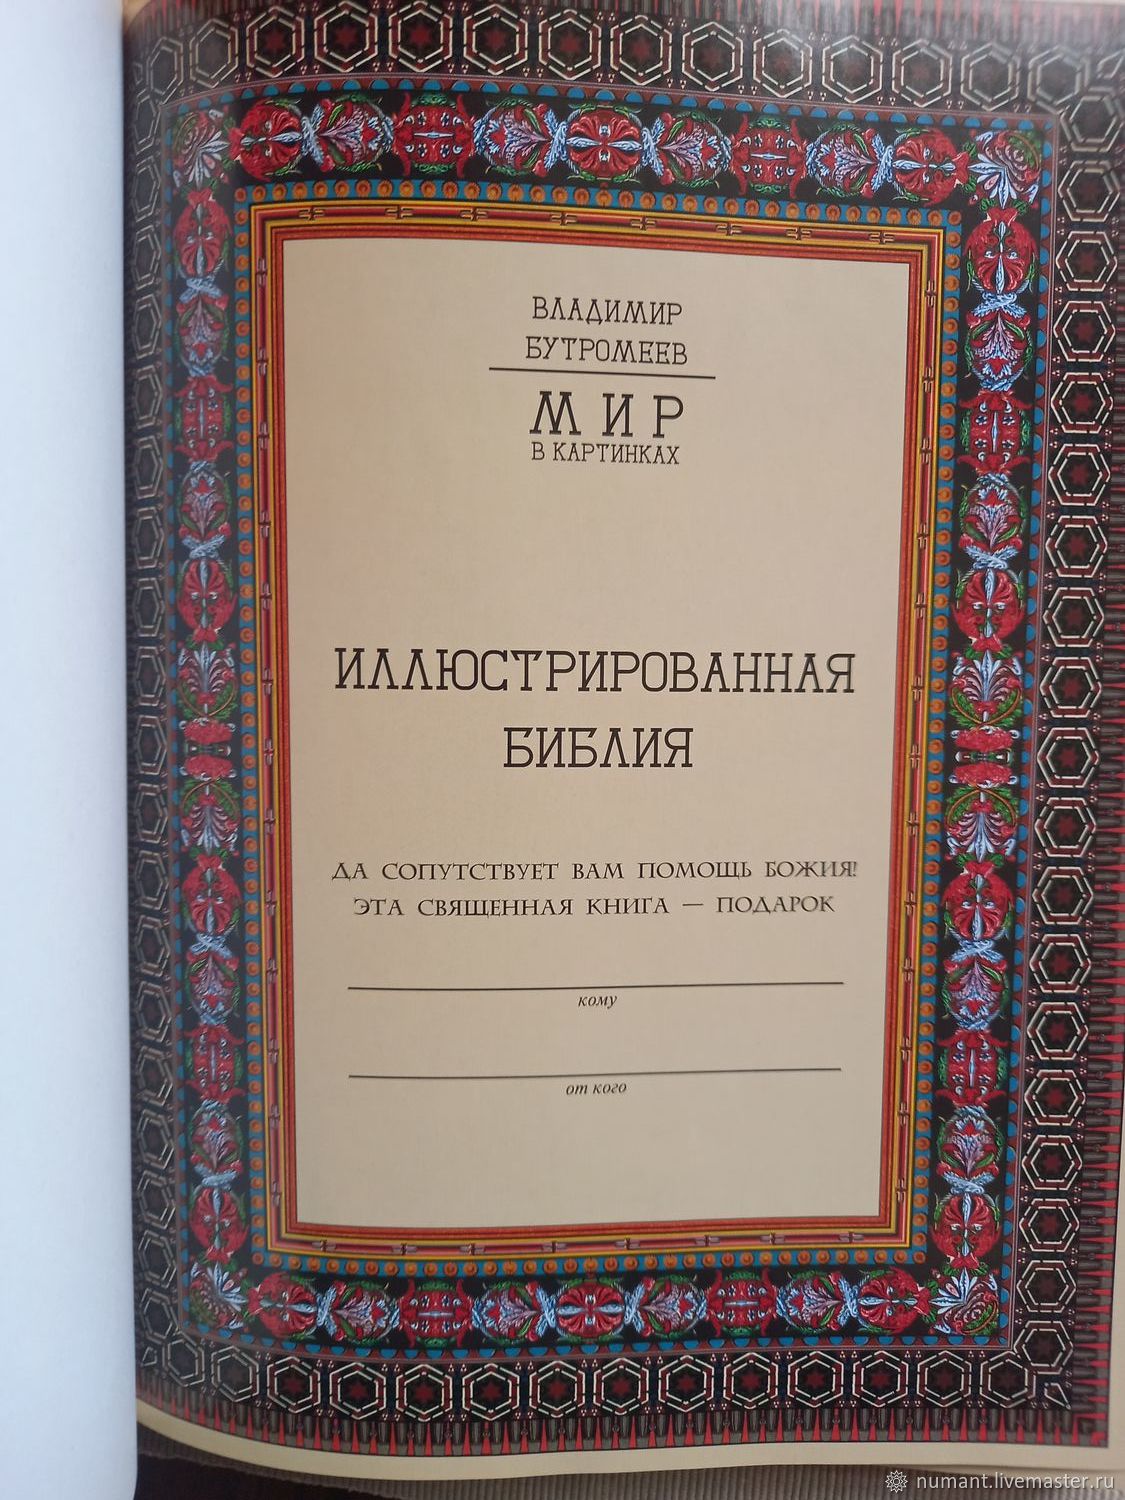 ВЛАДИМИР
БУТРОМЕЕВ
МИР
В КАРТИНКАХ
ИЛЛЮСТРИРОВАННАЯ
БИБЛИЯ
ДА СОПУТСТВУЕТ ВАМ ПОМОЩЬ БОЖИЯ!
ЭТА СВЯЩЕННАЯ КНИГА — ПОДАРОК
кому
от кого
numant.livemaster.ru